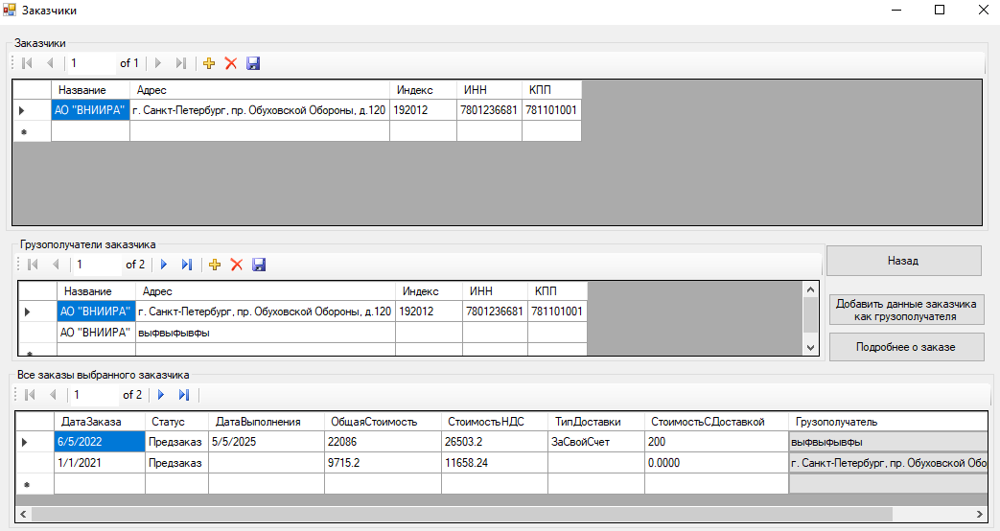 Заказчики
Заказчики
1 of 1
Название Адрес Индекс ИНН КПП
АО "ВНИИРА" г. Санкт-Петербург, пр. Обуховской Обороны, д.120 192012 7801236681 781101001
Грузополучатели заказчика
1 of 2
Назад
Название Адрес Индекс ИНН КПП
АО "ВНИИРА" г. Санкт-Петербург, пр. Обуховской Обороны, д.120 192012 7801236681 781101001
АО "ВНИИРА" выфвыфывфы
Добавить данные заказчика
как грузополучателя
Подробнее о заказе
Все заказы выбранного заказчика
1 of 2
ДатаЗаказа Статус ДатаВыполнения ОбщаяСтоимость СтоимостьНДС ТипДоставки СтоимостьСДоставкой Грузополучатель
6/5/2022 Предзаказ 5/5/2025 22086 26503.2 ЗаСвойСчет 200 выфвыфывфы
1/1/2021 Предзаказ 9715.2 11658.24 0.0000 г. Санкт-Петербург, пр. Обуховской Обо